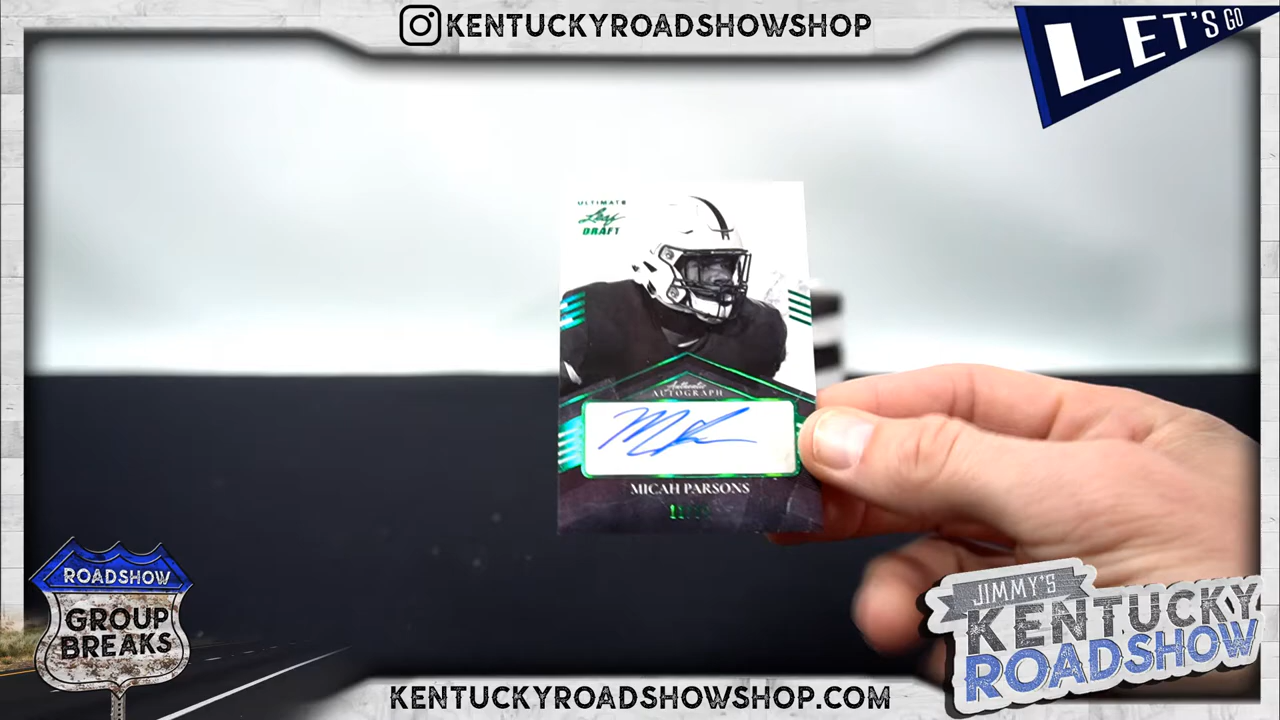 KENTUCKYROADSHOWSHOP
LET'S GO
ULTIMATE
Leaf
DRAFT
Authentic
AUTOGRAPH
MICAH PARSONS
ROADSHOW
GROUP
BREAKS
JIMMY'S
KENTUCKY
ROADSHOW
KENTUCKYROADSHOWSHOP.COM